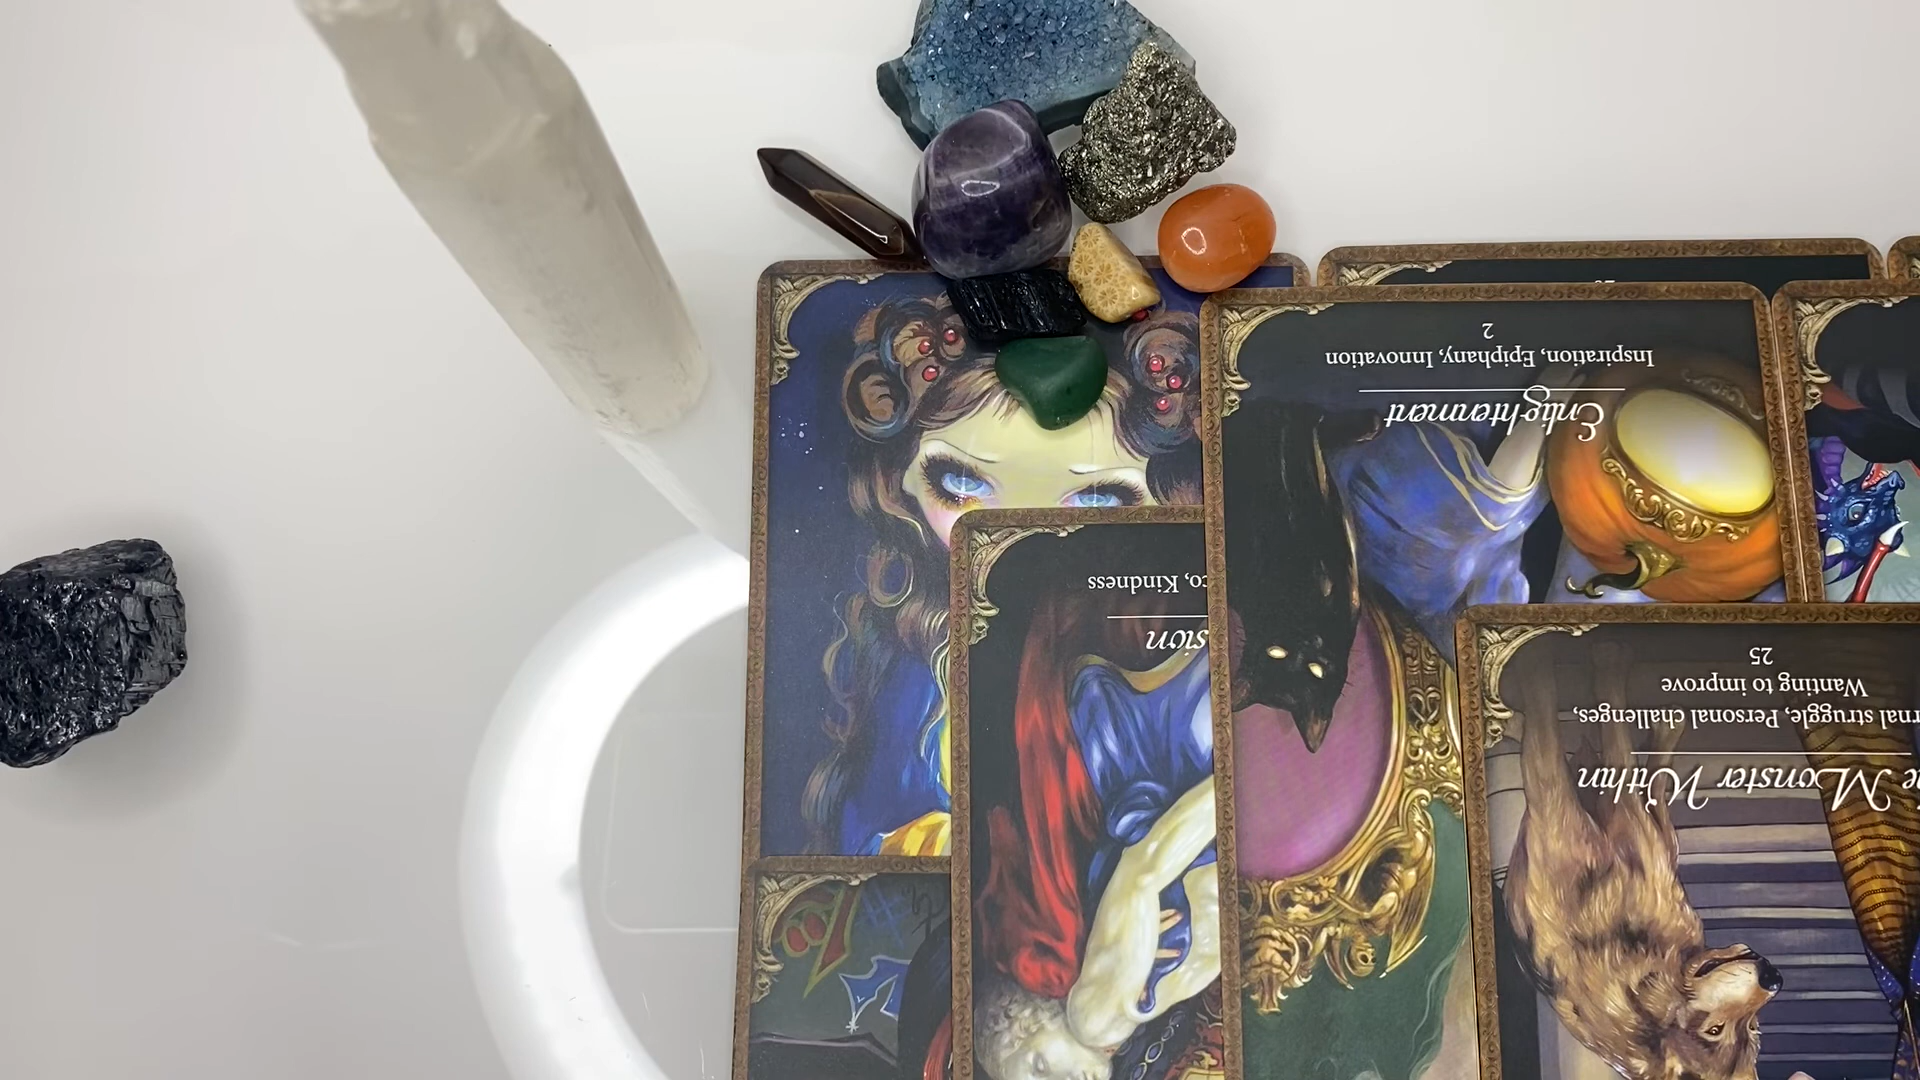 Enlightenment
Inspiration, Epiphany, Innovation
2
sion
o, Kindness
e Monster Within
rnal struggle, Personal challenges,
Wanting to improve
25